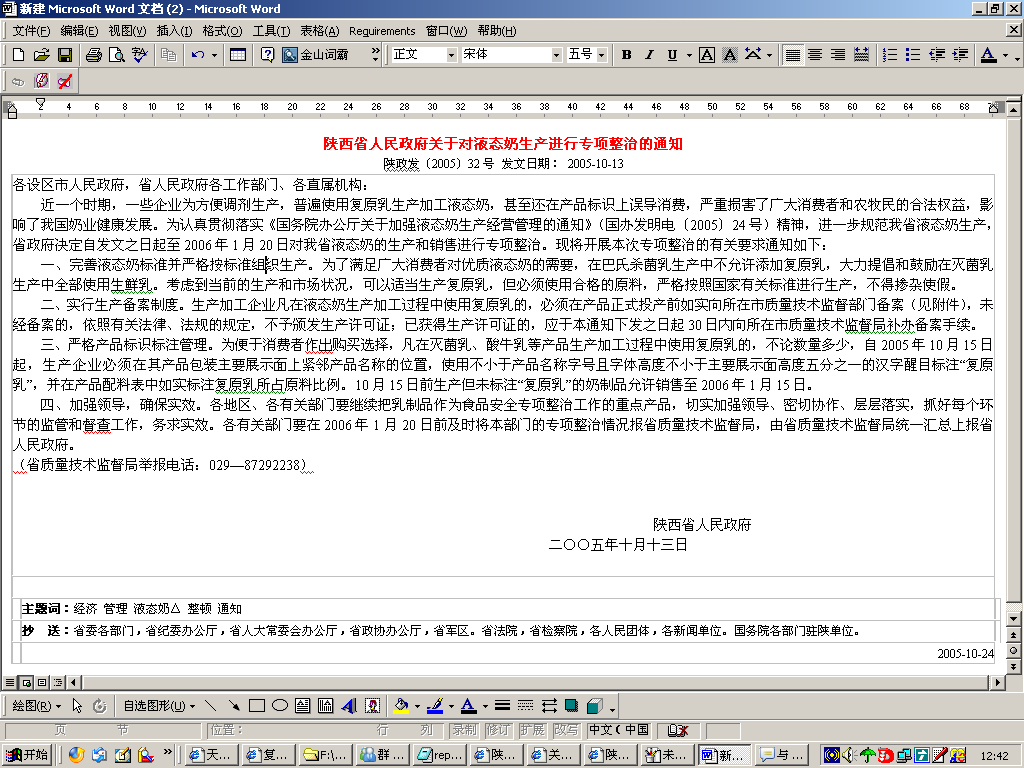 新建 Microsoft Word 文档 (2) - Microsoft Word
文件(F) 编辑(E) 视图(V) 插入(I) 格式(O) 工具(T) 表格(A) Requirements 窗口(W) 帮助(H)
金山词霸 正文 宋体 五号 B I U A A A
2 4 6 8 10 12 14 16 18 20 22 24 26 28 30 32 34 36 38 40 42 44 46 48 50 52 54 56 58 60 62 64 66 68
陕西省人民政府关于对液态奶生产进行专项整治的通知
陕政发〔2005〕32号 发文日期： 2005-10-13
各设区市人民政府，省人民政府各工作部门、各直属机构：
近一个时期，一些企业为方便调剂生产，普遍使用复原乳生产加工液态奶，甚至还在产品标识上误导消费，严重损害了广大消费者和农牧民的合法权益，影
响了我国奶业健康发展。为认真贯彻落实《国务院办公厅关于加强液态奶生产经营管理的通知》（国办发明电〔2005〕24号）精神，进一步规范我省液态奶生产，
省政府决定自发文之日起至 2006 年 1 月 20 日对我省液态奶的生产和销售进行专项整治。现将开展本次专项整治的有关要求通知如下：
一、完善液态奶标准并严格按标准组织生产。为了满足广大消费者对优质液态奶的需要，在巴氏杀菌乳生产中不允许添加复原乳，大力提倡和鼓励在灭菌乳
生产中全部使用生鲜乳。考虑到当前的生产和市场状况，可以适当生产复原乳，但必须使用合格的原料，严格按照国家有关标准进行生产，不得掺杂使假。
二、实行生产备案制度。生产加工企业凡在液态奶生产加工过程中使用复原乳的，必须在产品正式投产前如实向所在市质量技术监督部门备案（见附件），未
经备案的，依照有关法律、法规的规定，不予颁发生产许可证；已获得生产许可证的，应于本通知下发之日起 30 日内向所在市质量技术监督局补办备案手续。
三、严格产品标识标注管理。为便于消费者作出购买选择，凡在灭菌乳、酸牛乳等产品生产加工过程中使用复原乳的，不论数量多少，自 2005 年 10 月 15 日
起，生产企业必须在其产品包装主要展示面上紧邻产品名称的位置，使用不小于产品名称字号且字体高度不小于主要展示面高度五分之一的汉字醒目标注“复原
乳”，并在产品配料表中如实标注复原乳所占原料比例。10 月 15 日前生产但未标注“复原乳”的奶制品允许销售至 2006 年 1 月 15 日。
四、加强领导，确保实效。各地区、各有关部门要继续把乳制品作为食品安全专项整治工作的重点产品，切实加强领导、密切协作、层层落实，抓好每个环
节的监管和督查工作，务求实效。各有关部门要在 2006 年 1 月 20 日前及时将本部门的专项整治情况报省质量技术监督局，由省质量技术监督局统一汇总上报省
人民政府。
（省质量技术监督局举报电话：029—87292238）
陕西省人民政府
二〇〇五年十月十三日
主题词：经济 管理 液态奶△ 整顿 通知
抄 送：省委各部门，省纪委办公厅，省人大常委会办公厅，省政协办公厅，省军区。省法院，省检察院，各人民团体，各新闻单位。国务院各部门驻陕单位。
2005-10-24
绘图(R) 自选图形(U) A
页 节 位置： 行 列 录制 修订 扩展 改写 中文(中国
开始 天... 复... F:\... 群... rep... 陕... 关... 陕... 未... 新... 与... 12:42